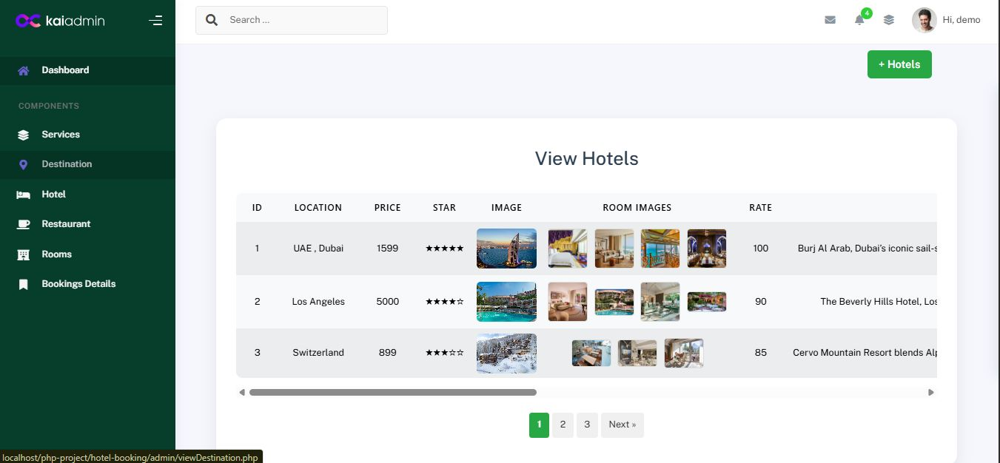 kaiadmin
Search ...
4
Hi, demo
+ Hotels
Dashboard
COMPONENTS
Services
Destination
Hotel
Restaurant
Rooms
Bookings Details
View Hotels
ID LOCATION PRICE STAR IMAGE ROOM IMAGES RATE
1 UAE , Dubai 1599 ★★★★★ 100 Burj Al Arab, Dubai's iconic sail-s
2 Los Angeles 5000 ★★★★☆ 90 The Beverly Hills Hotel, Los
3 Switzerland 899 ★★★☆☆ 85 Cervo Mountain Resort blends Alp
1 2 3 Next »
localhost/php-project/hotel-booking/admin/viewDestination.php